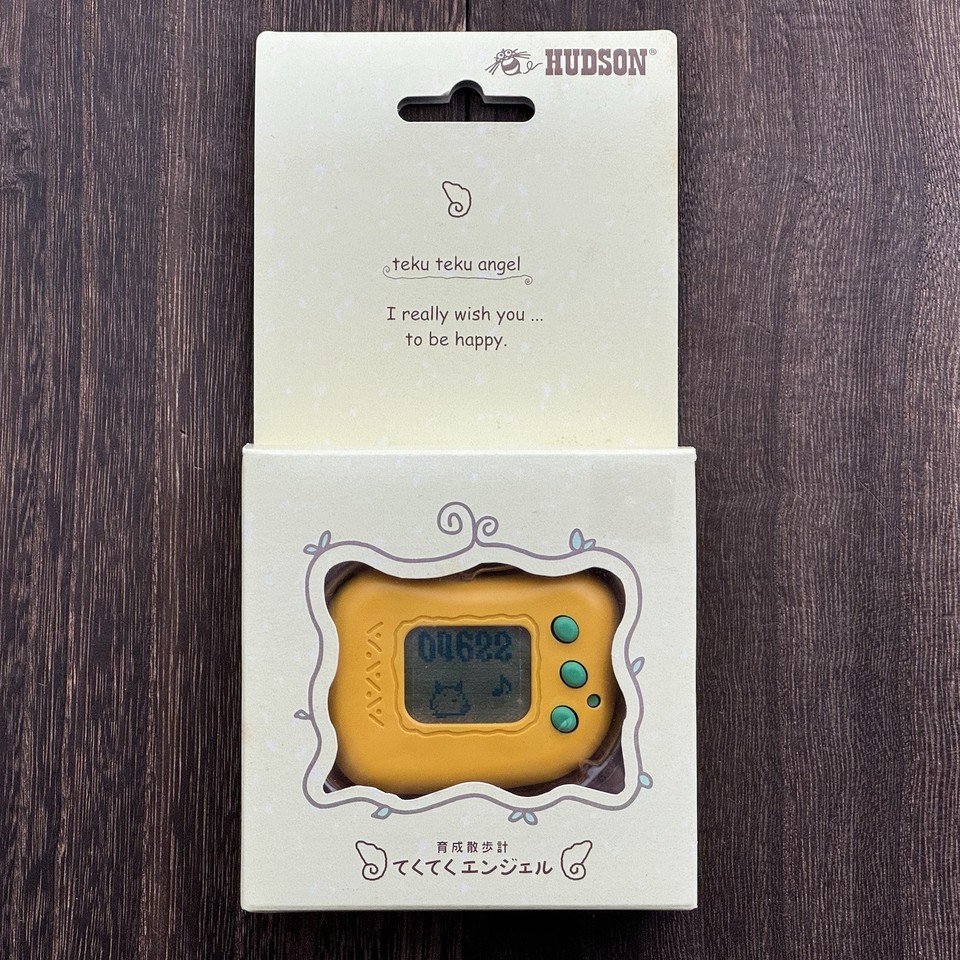 HUDSON®
teku teku angel
I really wish you ...
to be happy.
04622
育成散歩計
てくてくエンジェル